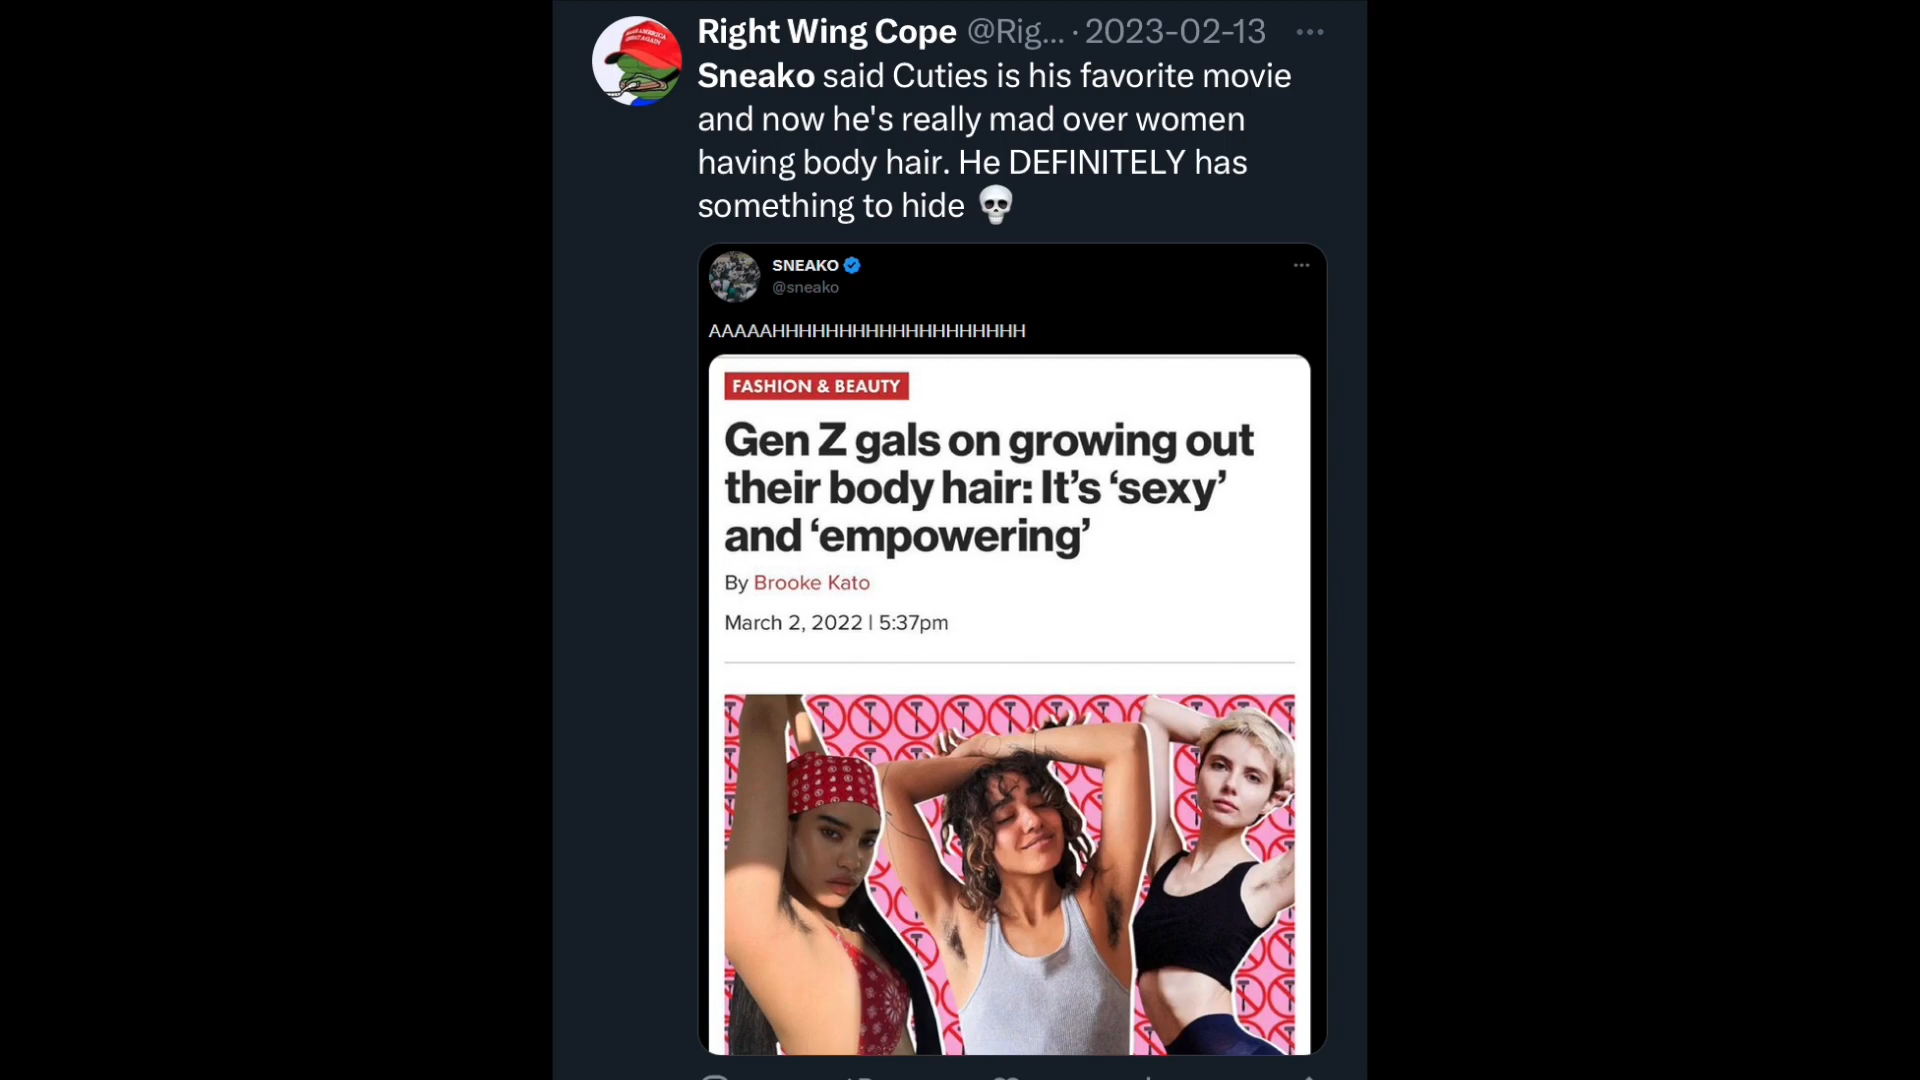 Right Wing Cope @Rig... · 2023-02-13 ...
Sneako said Cuties is his favorite movie
and now he's really mad over women
having body hair. He DEFINITELY has
something to hide 💀
SNEAKO
@sneako
AAAAAHHHHHHHHHHHHHHHHHHH
FASHION & BEAUTY
Gen Z gals on growing out
their body hair: It’s ‘sexy’
and ‘empowering’
By Brooke Kato
March 2, 2022 | 5:37pm